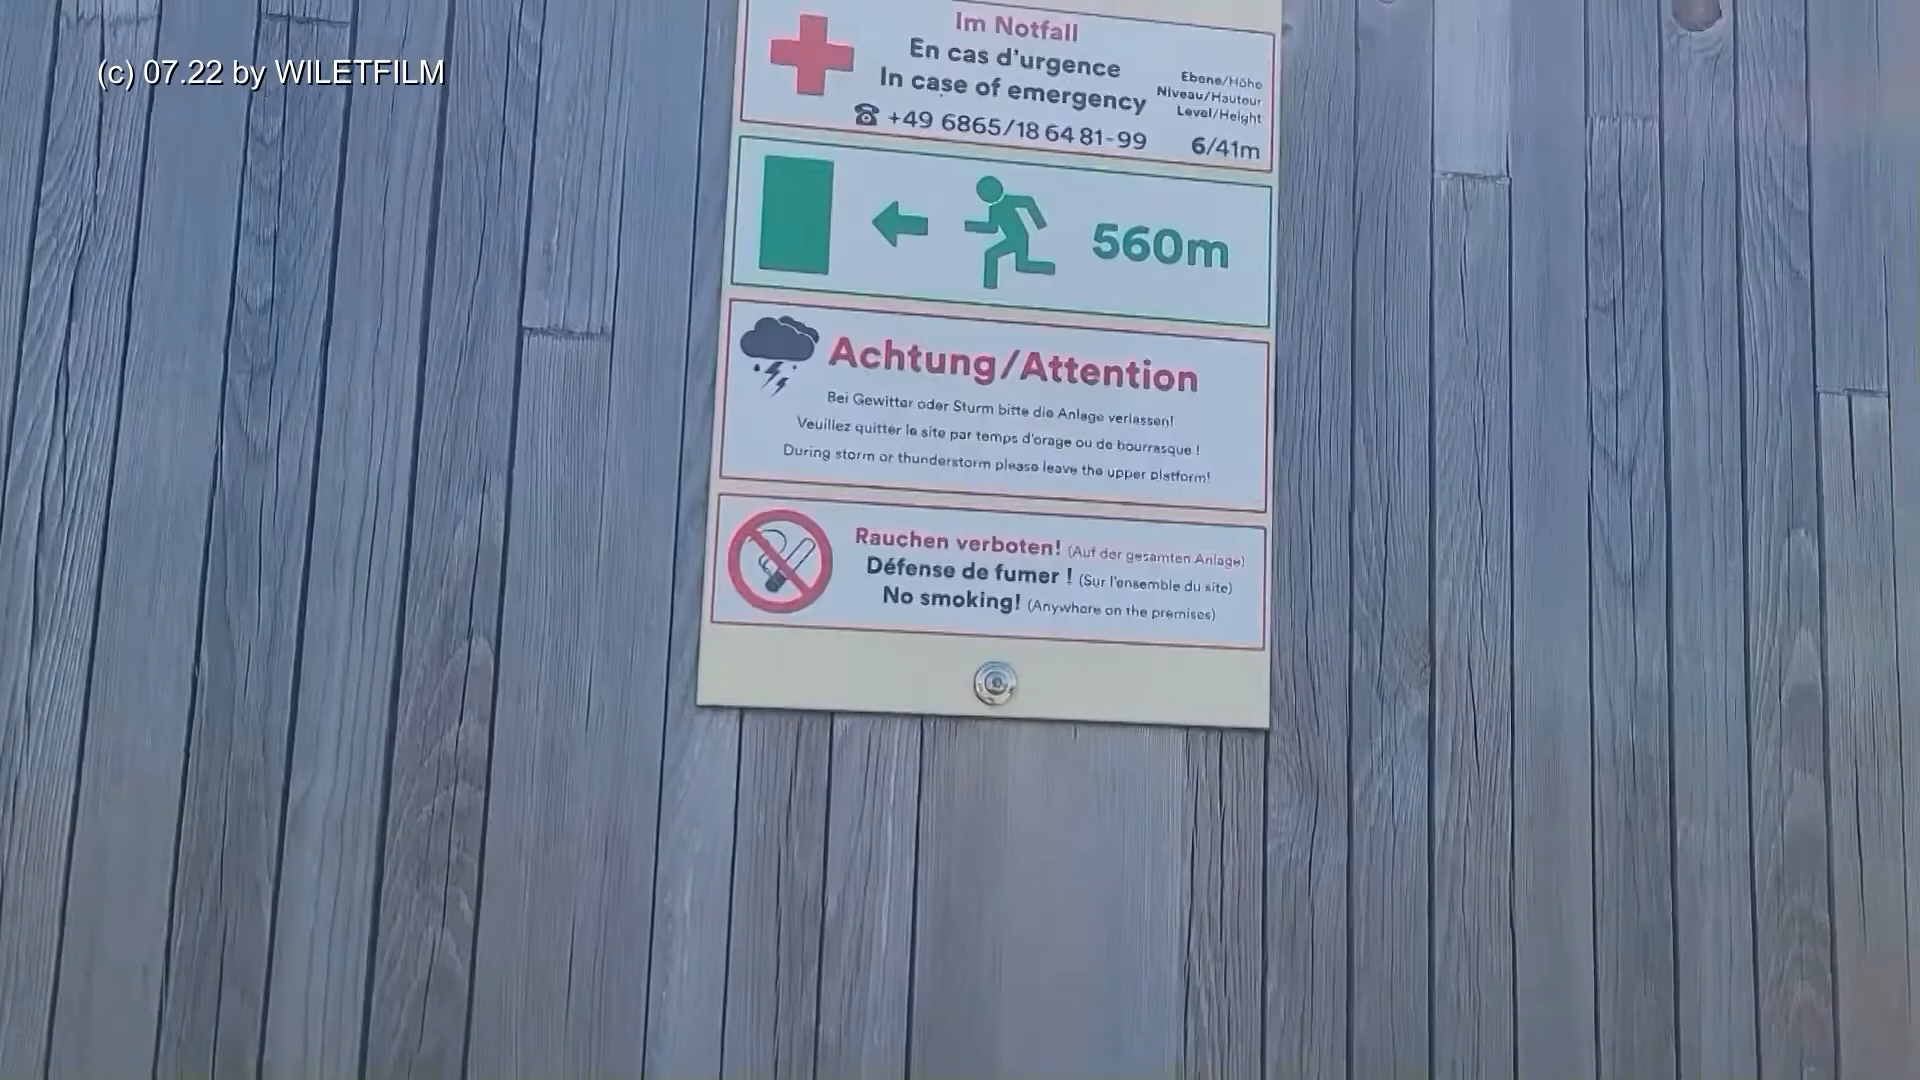 (c) 07.22 by WILETFILM
Im Notfall
En cas d'urgence
In case of emergency
☎ +49 6865/18 64 81-99
Ebene/Höhe
Niveau/Hauteur
Level/Height
6/41m
560m
Achtung/Attention
Bei Gewitter oder Sturm bitte die Anlage verlassen!
Veuillez quitter le site par temps d'orage ou de bourrasque !
During storm or thunderstorm please leave the upper platform!
Rauchen verboten! (Auf der gesamten Anlage)
Défense de fumer ! (Sur l'ensemble du site)
No smoking! (Anywhere on the premises)